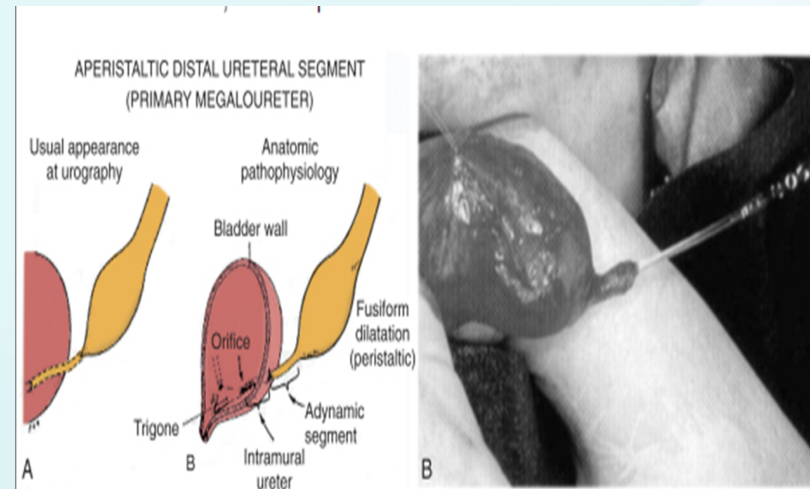 APERISTALTIC DISTAL URETERAL SEGMENT
(PRIMARY MEGALOURETER)
Usual appearance
at urography
Anatomic
pathophysiology
Bladder wall
Fusiform
dilatation
(peristaltic)
Orifice
Adynamic
segment
Trigone
Intramural
ureter
A
B
B